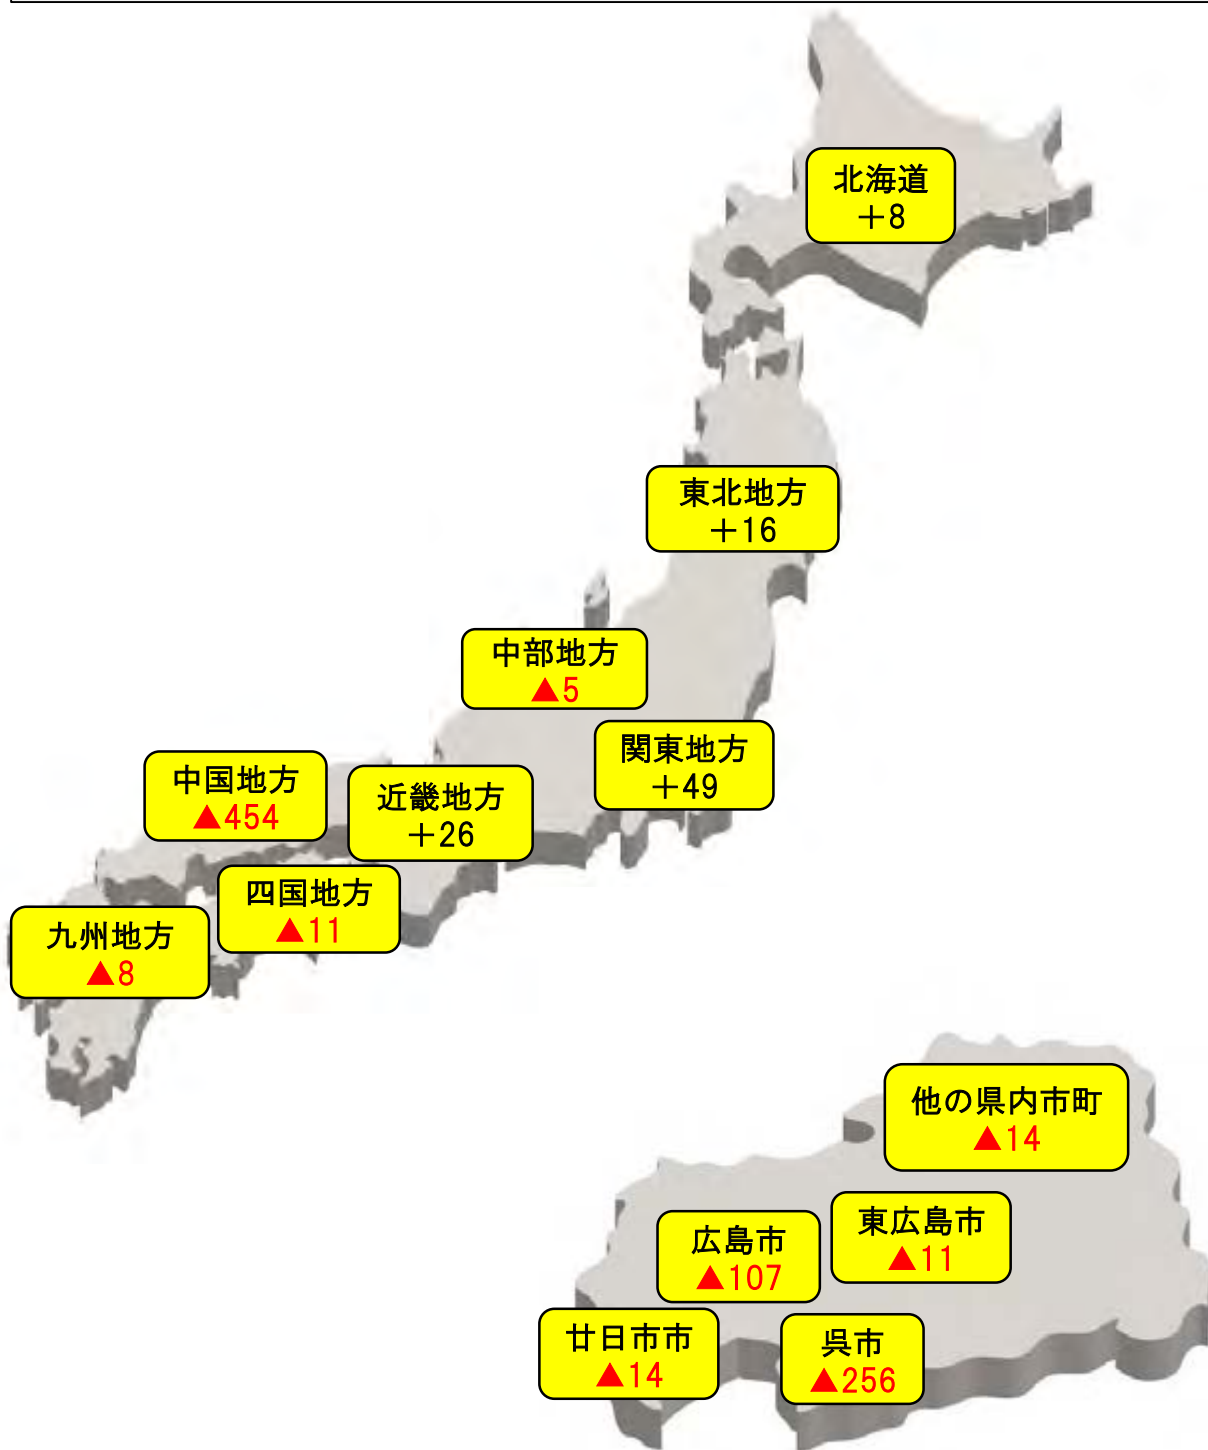 北海道
＋8
東北地方
＋16
中部地方
▲5
関東地方
＋49
中国地方
▲454
近畿地方
＋26
四国地方
▲11
九州地方
▲8
他の県内市町
▲14
東広島市
▲11
広島市
▲107
廿日市市
▲14
呉市
▲256